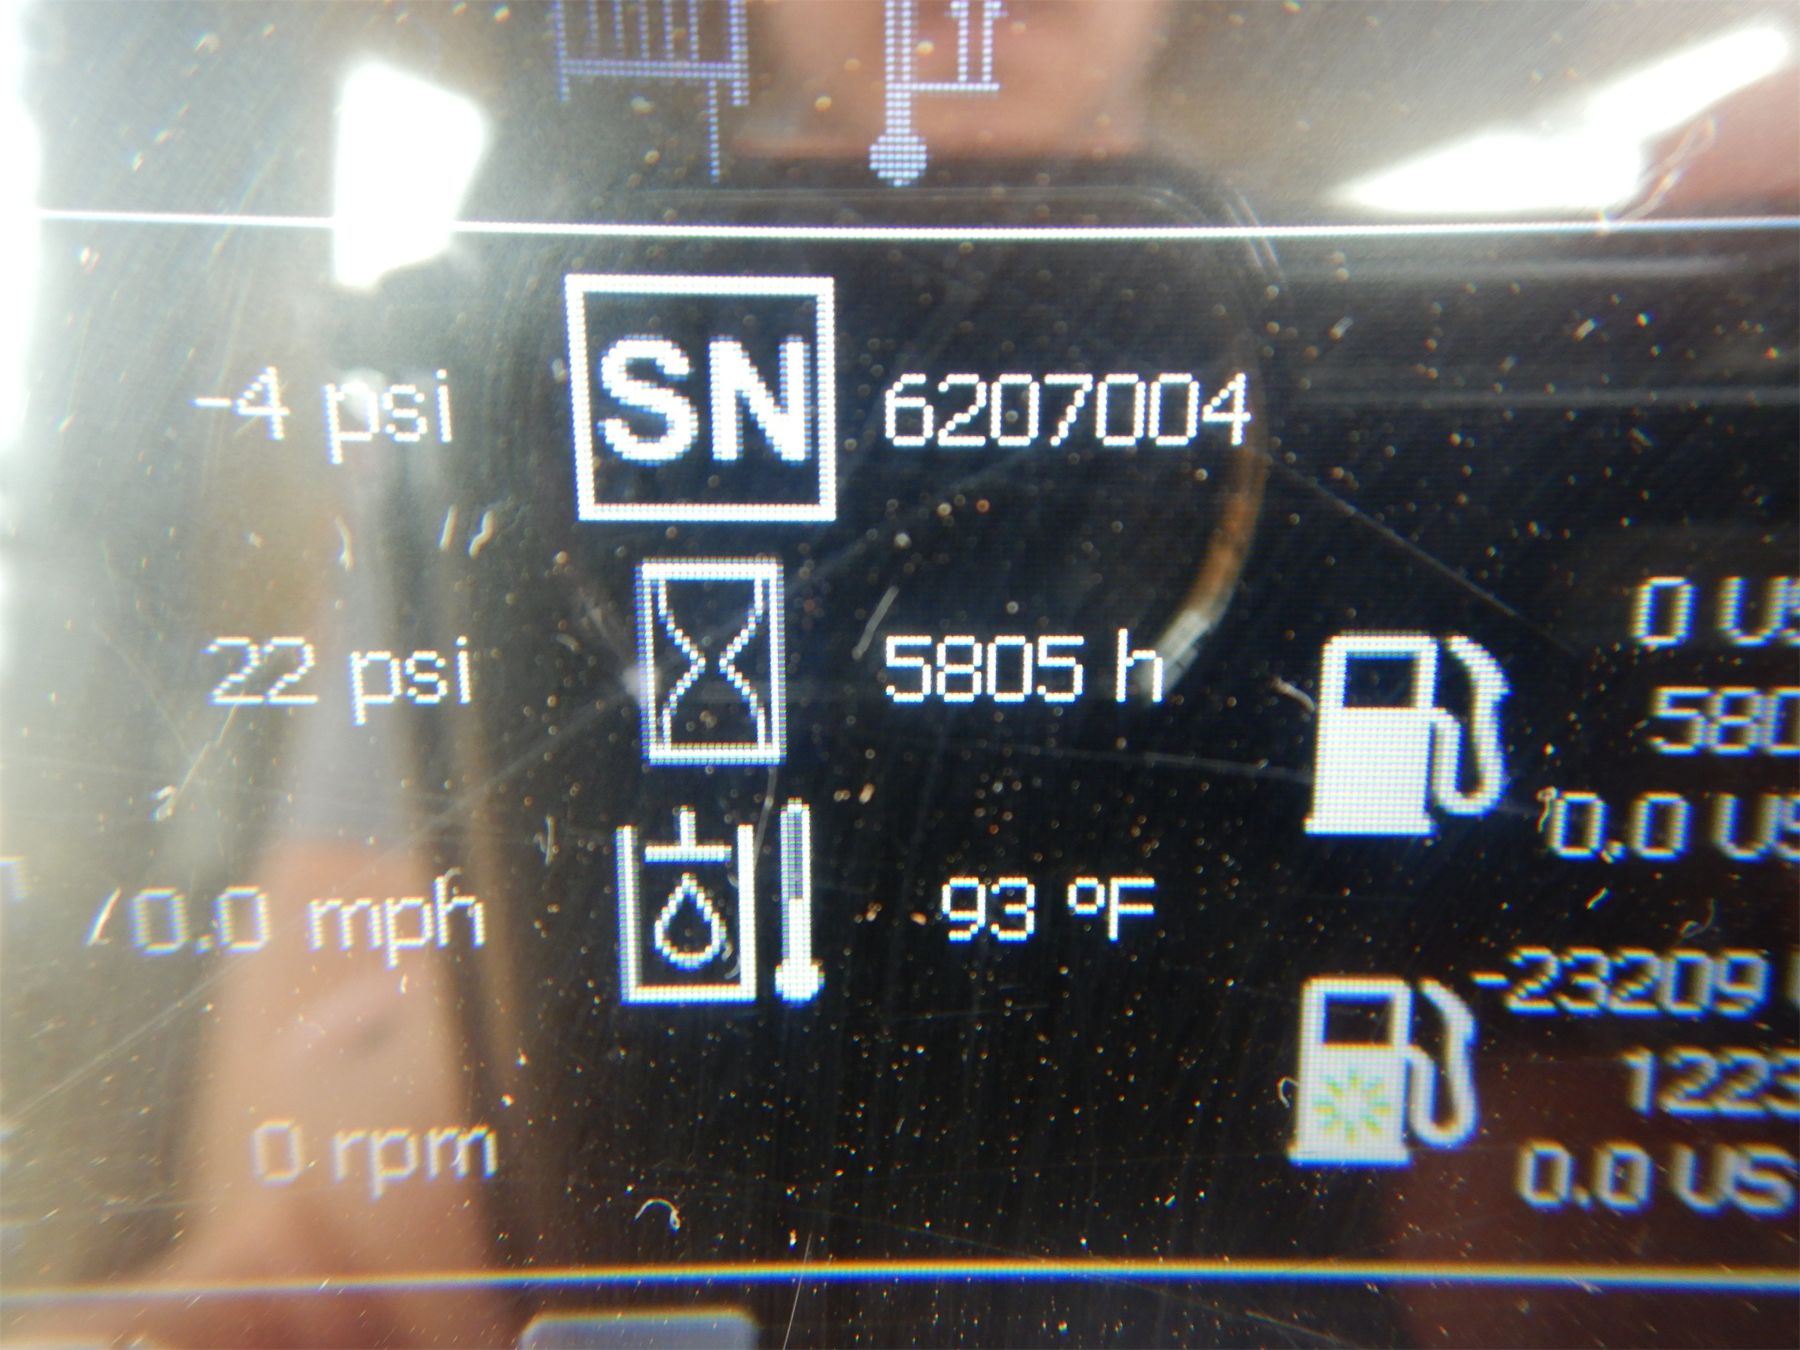 -4 psi
SN 6207004
22 psi
5805 h
0 US
580
0.0 US
/0.0 mph
93 °F
-23209
1223
0.0 US
0 rpm